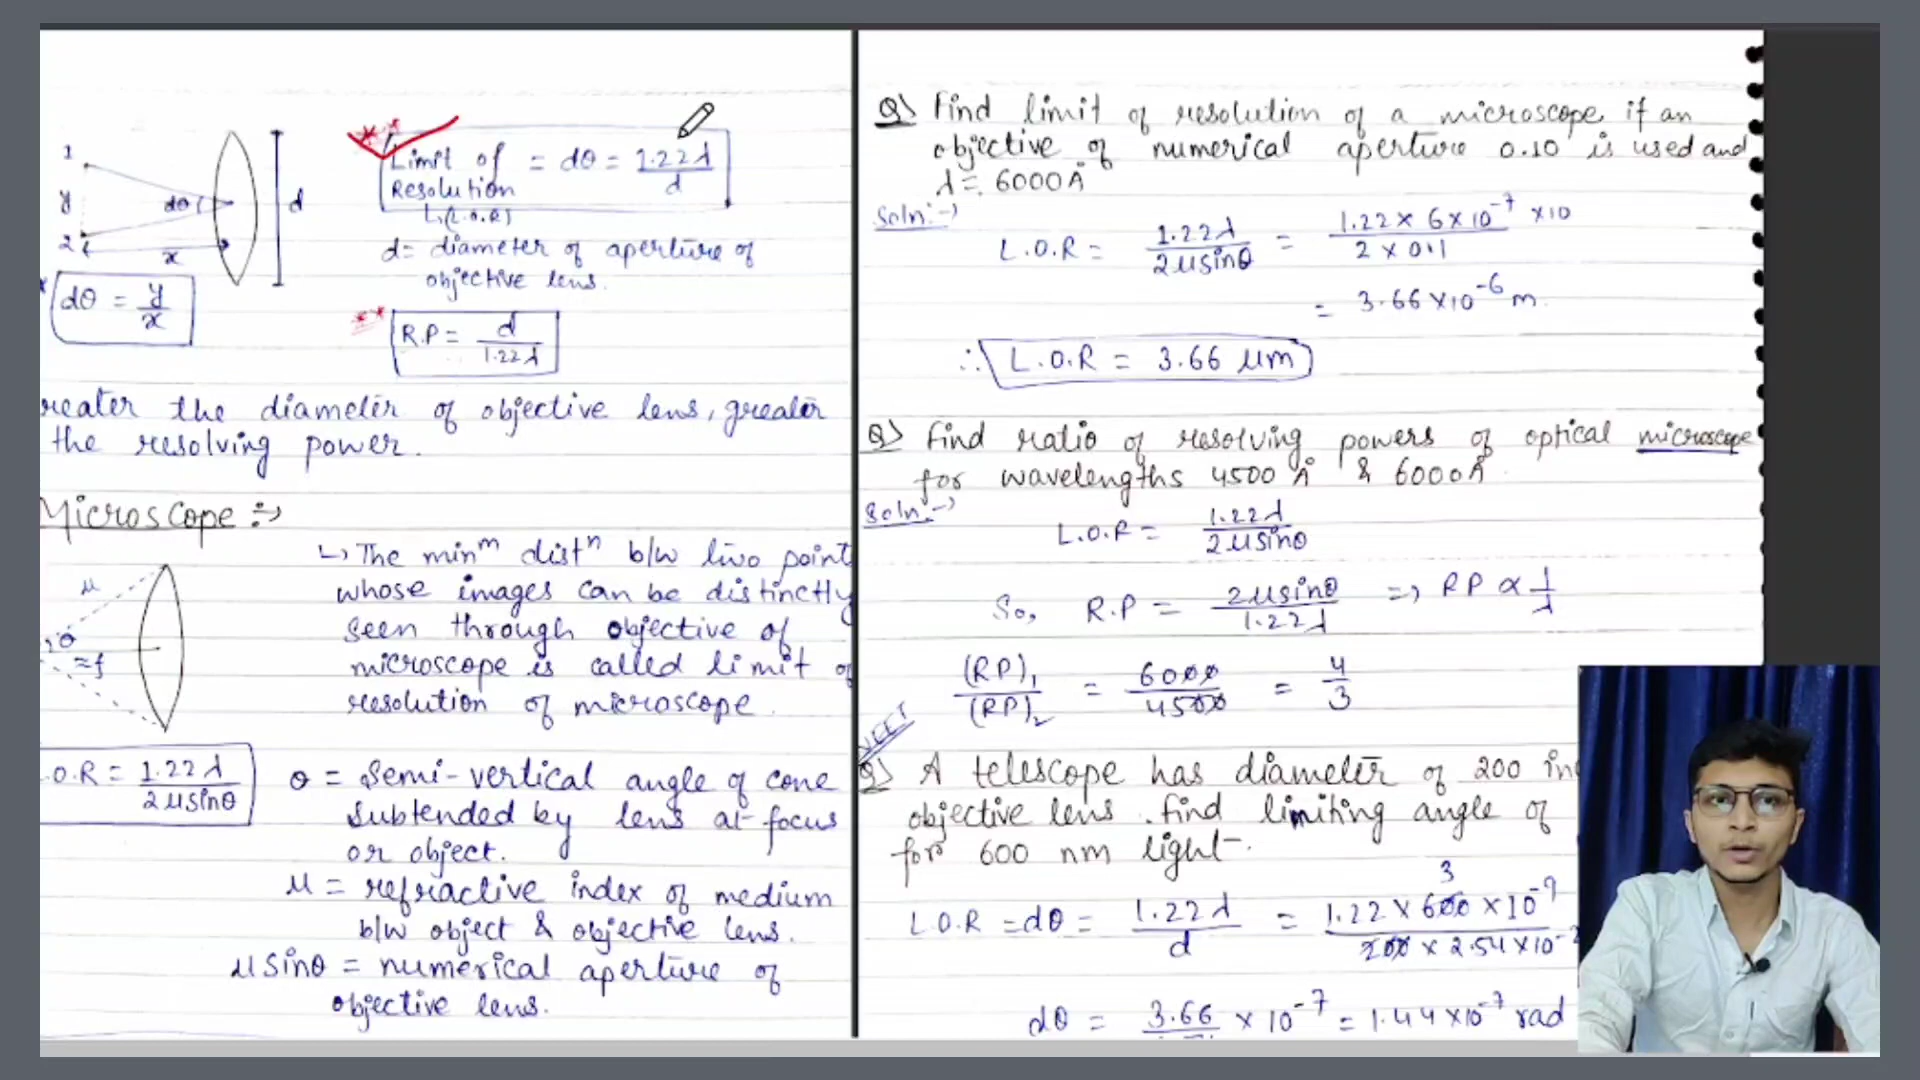 1
y
2
dθ
x
d
dθ = y/x
Limit of Resolution = dθ = 1.22λ/d
↳(L.O.R)
d = diameter of aperture of
objective lens.
R.P = d/1.22λ
reater the diameter of objective lens, greater
the resolving power.
Microscope :→
↳ The minᵐ distⁿ b/w two point
whose images can be distinctly
seen through objective of
microscope is called limit of
resolution of microscope
μ
θ
≈f
.O.R = 1.22λ/2μsinθ
θ = Semi-vertical angle of cone
subtended by lens at focus
or object.
μ = refractive index of medium
b/w object & objective lens.
μsinθ = numerical aperture of
objective lens.
Q) Find limit of resolution of a microscope if an
objective of numerical aperture 0.10 is used and
λ = 6000Å
Soln:→
L.O.R = 1.22λ/2μsinθ = 1.22 × 6 × 10⁻⁷ ×10/2 × 0.1
= 3.66 × 10⁻⁶ m.
∴ L.O.R = 3.66 μm
Q) Find ratio of resolving powers of optical microscope
for wavelengths 4500 Å & 6000Å.
Soln:→
L.O.R = 1.22λ/2μsinθ
So, R.P = 2μsinθ/1.22λ ⇒ RP ∝ 1/λ
(RP)₁/(RP)₂ = 6000/4500 = 4/3
NEET
Q) A telescope has diameter of 200 in
objective lens. Find limiting angle of
for 600 nm light.
3
L.O.R = dθ = 1.22λ/d = 1.22 × 600 × 10⁻⁹/200 × 2.54 × 10⁻²
dθ = 3.66 × 10⁻⁷ = 1.44 × 10⁻⁷ rad